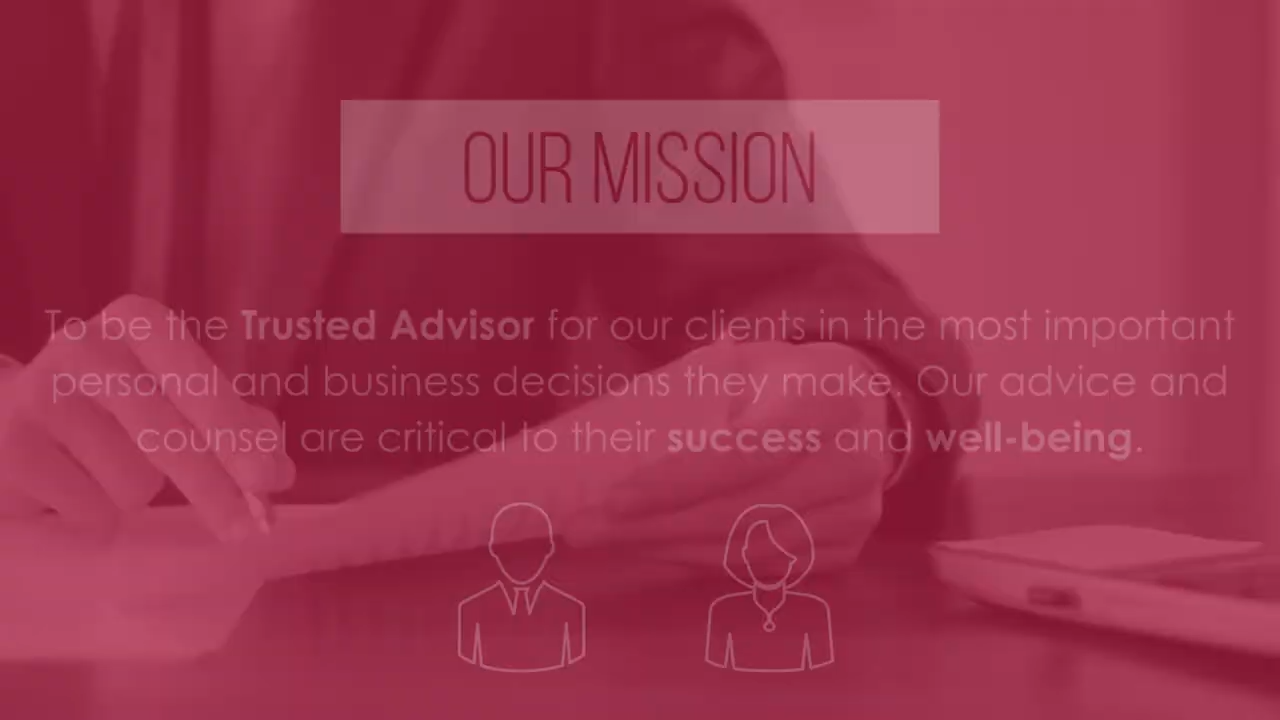 OUR MISSION
To be the Trusted Advisor for our clients in the most important
personal and business decisions they make. Our advice and
counsel are critical to their success and well-being.